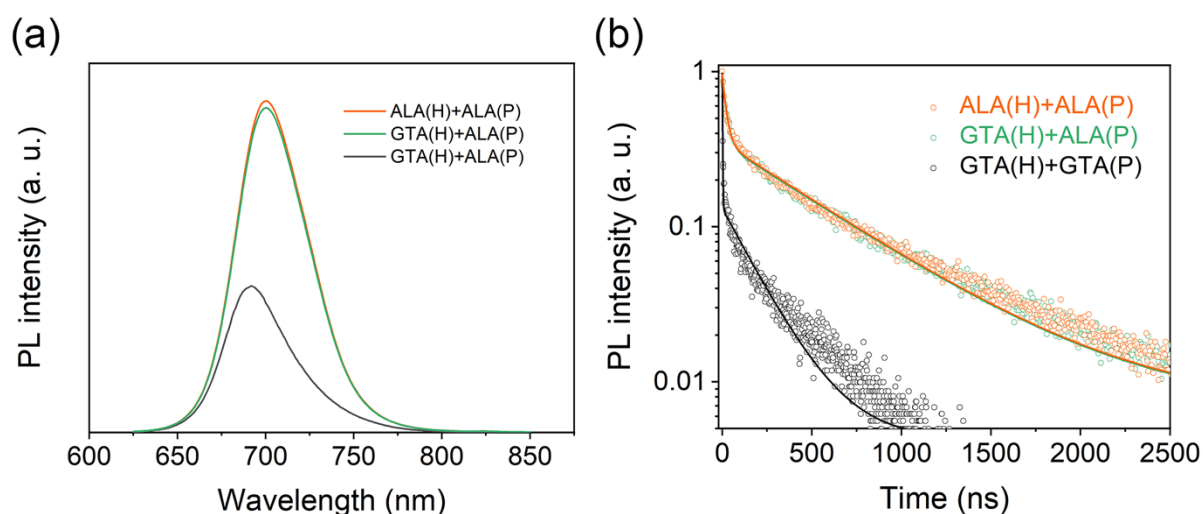 (a)
PL intensity (a. u.)
ALA(H)+ALA(P)
GTA(H)+ALA(P)
GTA(H)+ALA(P)
600 650 700 750 800 850
Wavelength (nm)
(b)
PL intensity (a. u.)
1
0.1
0.01
ALA(H)+ALA(P)
GTA(H)+ALA(P)
GTA(H)+GTA(P)
0 500 1000 1500 2000 2500
Time (ns)